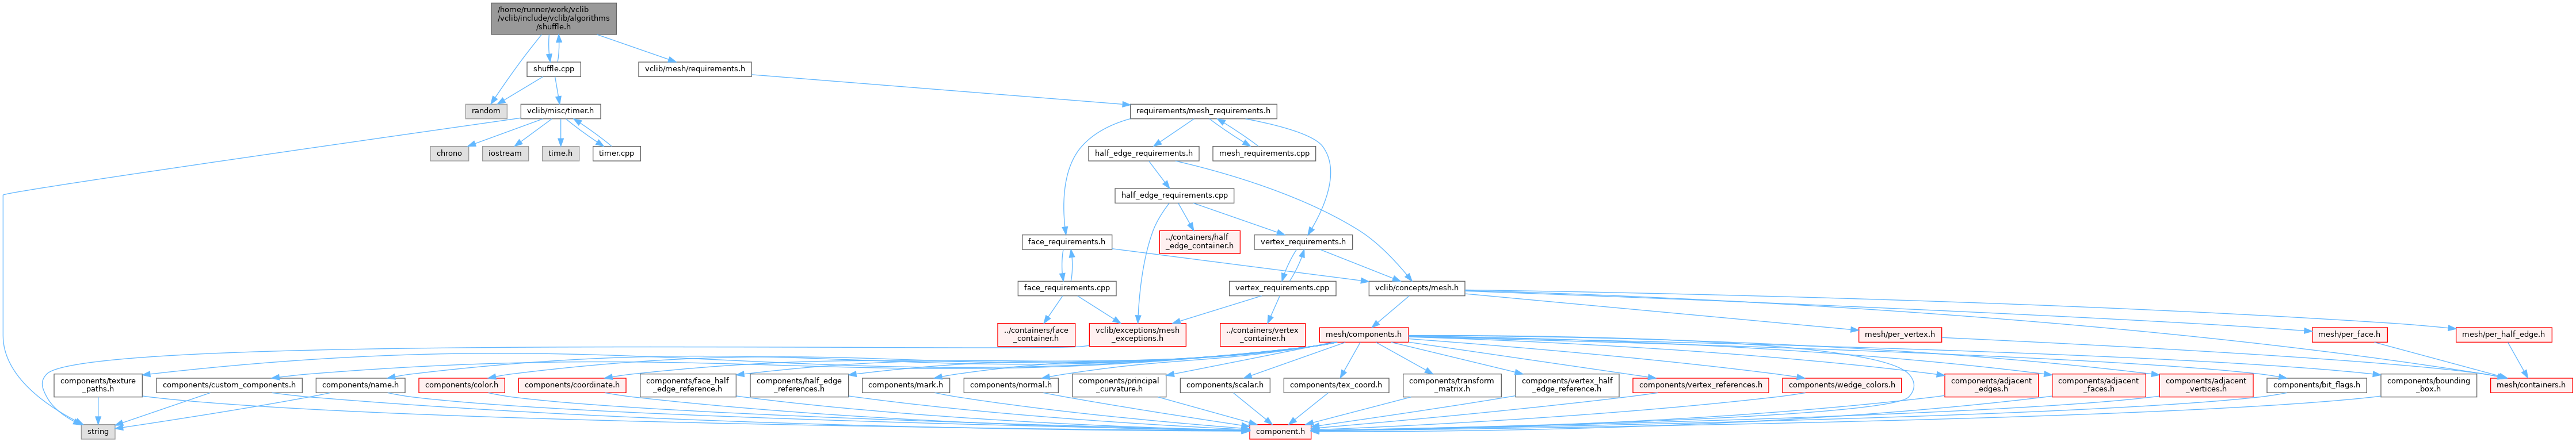 /home/runner/work/vclib
/vclib/include/vclib/algorithms
/shuffle.h
shuffle.cpp
vclib/mesh/requirements.h
random
vclib/misc/timer.h
requirements/mesh_requirements.h
chrono
iostream
time.h
timer.cpp
half_edge_requirements.h
mesh_requirements.cpp
half_edge_requirements.cpp
face_requirements.h
../containers/half
_edge_container.h
vertex_requirements.h
face_requirements.cpp
vertex_requirements.cpp
vclib/concepts/mesh.h
../containers/face
_container.h
vclib/exceptions/mesh
_exceptions.h
../containers/vertex
_container.h
mesh/components.h
mesh/per_vertex.h
mesh/per_face.h
mesh/per_half_edge.h
components/texture
_paths.h
components/custom_components.h
components/name.h
components/color.h
components/coordinate.h
components/face_half
_edge_reference.h
components/half_edge
_references.h
components/mark.h
components/normal.h
components/principal
_curvature.h
components/scalar.h
components/tex_coord.h
components/transform
_matrix.h
components/vertex_half
_edge_reference.h
components/vertex_references.h
components/wedge_colors.h
components/adjacent
_edges.h
components/adjacent
_faces.h
components/adjacent
_vertices.h
components/bit_flags.h
components/bounding
_box.h
mesh/containers.h
string
component.h